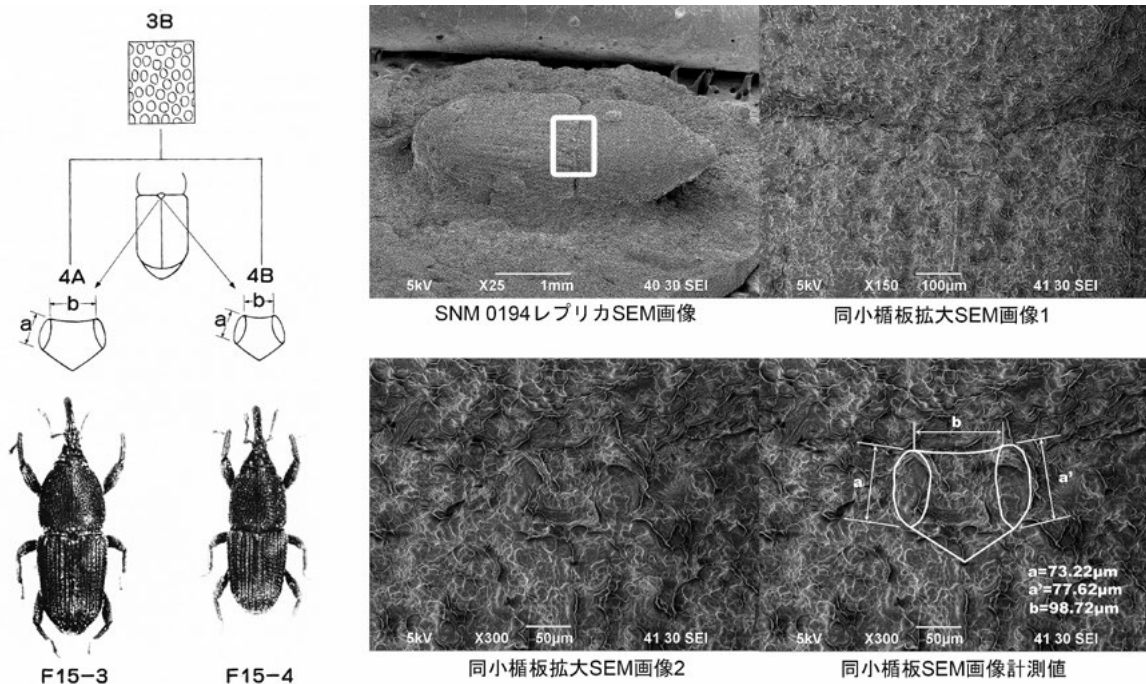 3B
4A
4B
b
b
a
a
F15-3
F15-4
5kV X25 1mm 40 30 SEI
SNM 0194レプリカSEM画像
5kV X150 100µm 41 30 SEI
同小楯板拡大SEM画像1
5kV X300 50µm 41 30 SEI
同小楯板拡大SEM画像2
b
a
a'
a=73.22µm
a'=77.62µm
b=98.72µm
5kV X300 50µm 41 30 SEI
同小楯板SEM画像計測値